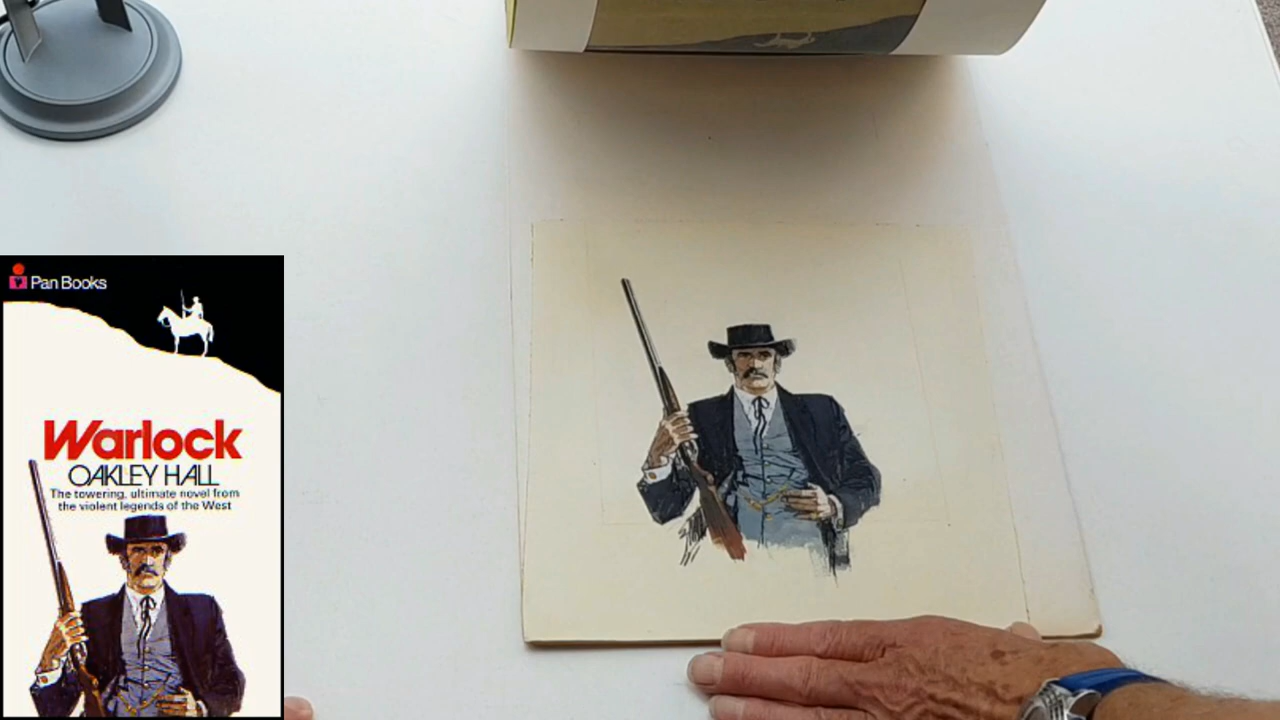 Pan Books
Warlock
OAKLEY HALL
The towering, ultimate novel from
the violent legends of the West